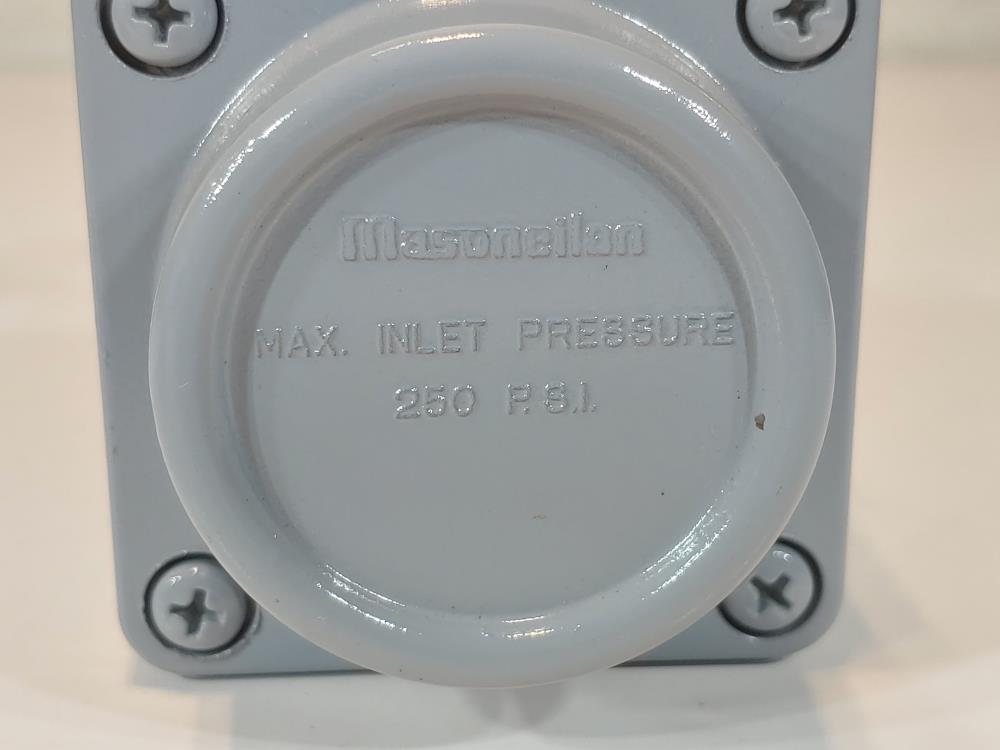 Masoneilan
MAX. INLET PRESSURE
250 P.S.I.